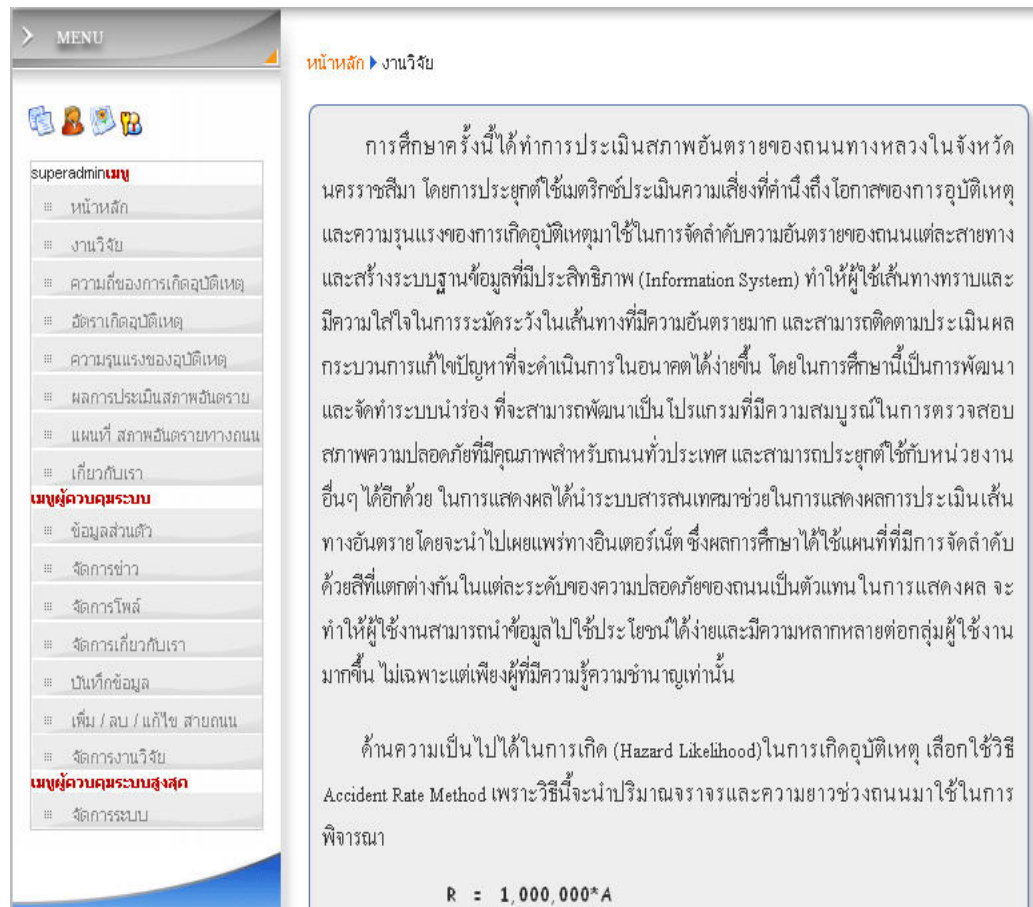 MENU
superadminเมนู
หน้าหลัก
งานวิจัย
ความถี่ของการเกิดอุบัติเหตุ
อัตราเกิดอุบัติเหตุ
ความรุนแรงของอุบัติเหตุ
ผลการประเมินสภาพอันตราย
แผนที่ สภาพอันตรายทางถนน
เกี่ยวกับเรา
เมนูผู้ควบคุมระบบ
ข้อมูลส่วนตัว
จัดการข่าว
จัดการโพล์
จัดการเกี่ยวกับเรา
บันทึกข้อมูล
เพิ่ม / ลบ / แก้ไข สายถนน
จัดการงานวิจัย
เมนูผู้ควบคุมระบบสูงสุด
จัดการระบบ
หน้าหลัก งานวิจัย
การศึกษาครั้งนี้ได้ทำการประเมินสภาพอันตรายของถนนทางหลวงในจังหวัด
นครราชสีมา โดยการประยุกต์ใช้เมตริกซ์ประเมินความเสี่ยงที่คำนึงถึงโอกาสของการอุบัติเหตุ
และความรุนแรงของการเกิดอุบัติเหตุมาใช้ในการจัดลำดับความอันตรายของถนนแต่ละสายทาง
และสร้างระบบฐานข้อมูลที่มีประสิทธิภาพ (Information System) ทำให้ผู้ใช้เส้นทางทราบและ
มีความใส่ใจในการระมัดระวังในเส้นทางที่มีความอันตรายมาก และสามารถติดตามประเมินผล
กระบวนการแก้ไขปัญหาที่จะดำเนินการในอนาคตได้ง่ายขึ้น โดยในการศึกษานี้เป็นการพัฒนา
และจัดทำระบบนำร่อง ที่จะสามารถพัฒนาเป็นโปรแกรมที่มีความสมบูรณ์ในการตรวจสอบ
สภาพความปลอดภัยที่มีคุณภาพสำหรับถนนทั่วประเทศ และสามารถประยุกต์ใช้กับหน่วยงาน
อื่นๆ ได้อีกด้วย ในการแสดงผลได้นำระบบสารสนเทศมาช่วยในการแสดงผลการประเมินเส้น
ทางอันตรายโดยจะนำไปเผยแพร่ทางอินเตอร์เน็ต ซึ่งผลการศึกษาได้ใช้แผนที่ที่มีการจัดลำดับ
ด้วยสีที่แตกต่างกันในแต่ละระดับของความปลอดภัยของถนนเป็นตัวแทนในการแสดงผล จะ
ทำให้ผู้ใช้งานสามารถนำข้อมูลไปใช้ประโยชน์ได้ง่ายและมีความหลากหลายต่อกลุ่มผู้ใช้งาน
มากขึ้น ไม่เฉพาะแต่เพียงผู้ที่มีความรู้ความชำนาญเท่านั้น
ด้านความเป็นไปได้ในการเกิด (Hazard Likelihood)ในการเกิดอุบัติเหตุ เลือกใช้วิธี
Accident Rate Method เพราะวิธีนี้จะนำปริมาณจราจรและความยาวช่วงถนนมาใช้ในการ
พิจารณา
R = 1,000,000*A